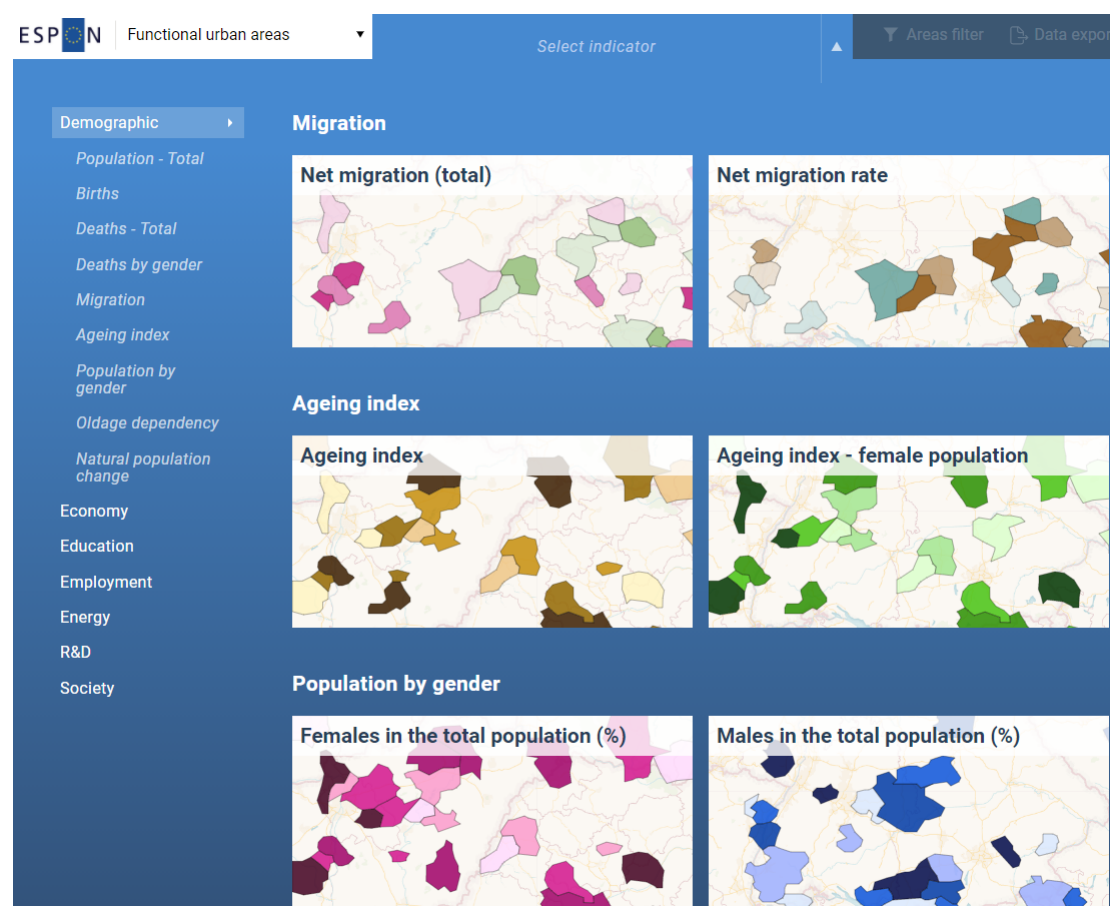 ESPON
Functional urban areas
Select indicator
Areas filter
Data expor
Demographic
Population - Total
Births
Deaths - Total
Deaths by gender
Migration
Ageing index
Population by
gender
Oldage dependency
Natural population
change
Economy
Education
Employment
Energy
R&D
Society
Migration
Net migration (total)
Net migration rate
Ageing index
Ageing index
Ageing index - female population
Population by gender
Females in the total population (%)
Males in the total population (%)